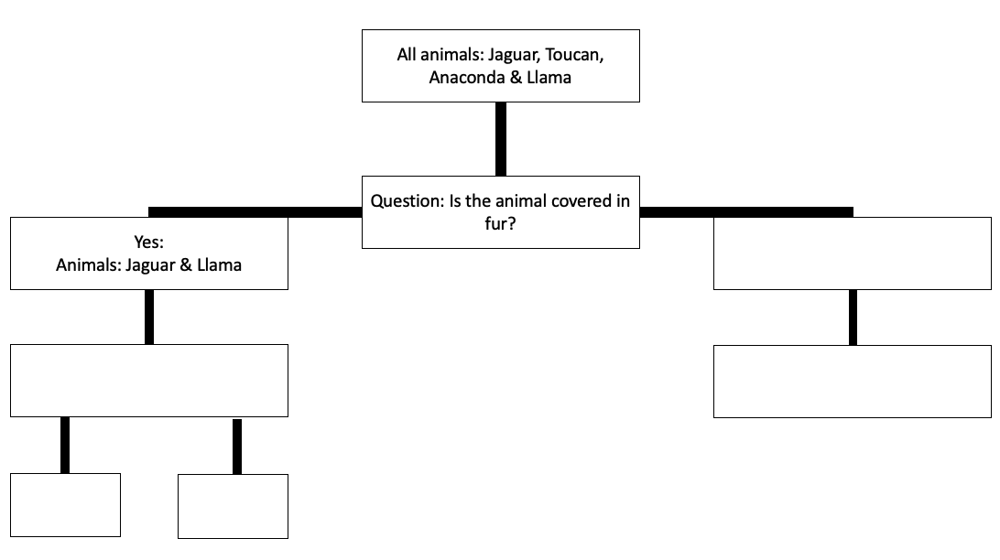 All animals: Jaguar, Toucan,
Anaconda & Llama
Question: Is the animal covered in
fur?
Yes:
Animals: Jaguar & Llama